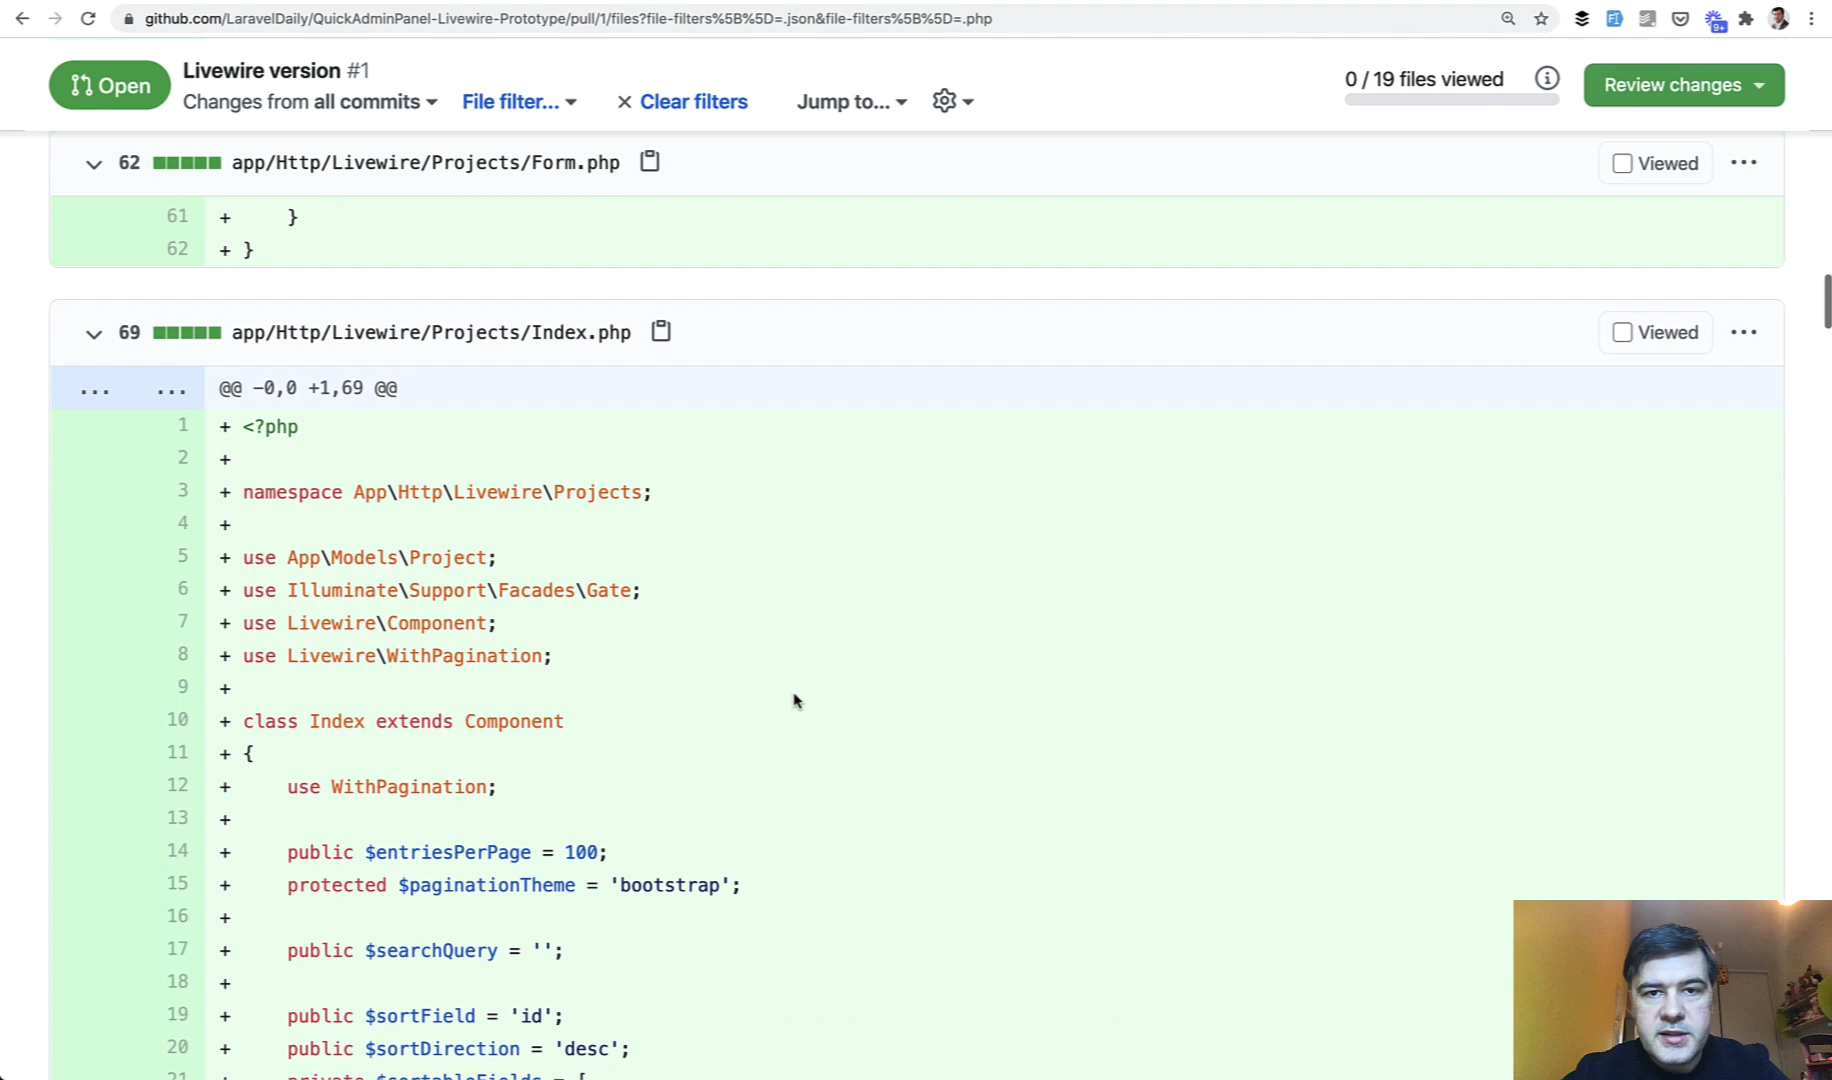 github.com/LaravelDaily/QuickAdminPanel-Livewire-Prototype/pull/1/files?file-filters%5B%5D=.json&file-filters%5B%5D=.php
9+
Open
Livewire version #1
Changes from all commits
File filter...
Clear filters
Jump to...
0 / 19 files viewed
Review changes
62 app/Http/Livewire/Projects/Form.php
Viewed
61 + }
62 + }
69 app/Http/Livewire/Projects/Index.php
Viewed
... ... @@ -0,0 +1,69 @@
1 + <?php
2 +
3 + namespace App\Http\Livewire\Projects;
4 +
5 + use App\Models\Project;
6 + use Illuminate\Support\Facades\Gate;
7 + use Livewire\Component;
8 + use Livewire\WithPagination;
9 +
10 + class Index extends Component
11 + {
12 + use WithPagination;
13 +
14 + public $entriesPerPage = 100;
15 + protected $paginationTheme = 'bootstrap';
16 +
17 + public $searchQuery = '';
18 +
19 + public $sortField = 'id';
20 + public $sortDirection = 'desc';
21 + private $sortableFields = [